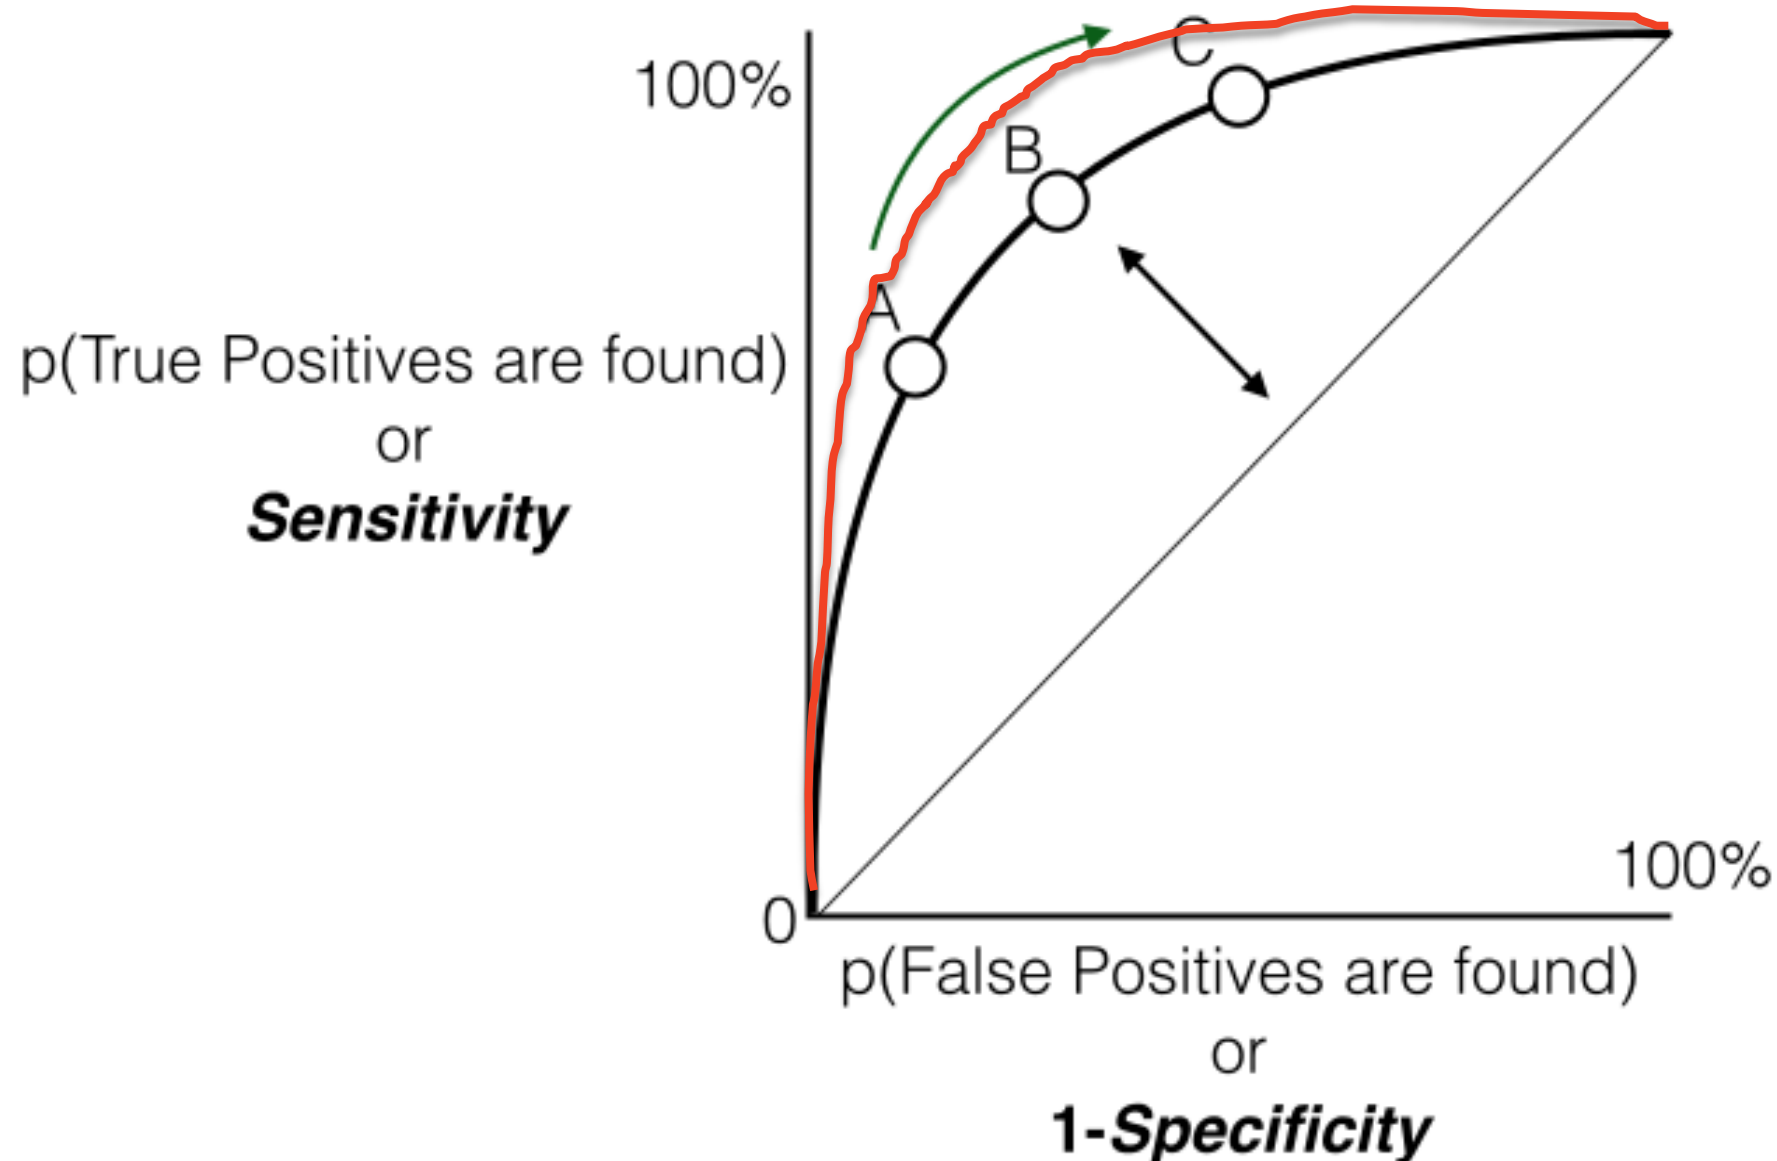 100%
C
B
A
p(True Positives are found)
or
Sensitivity
100%
0
p(False Positives are found)
or
1-Specificity